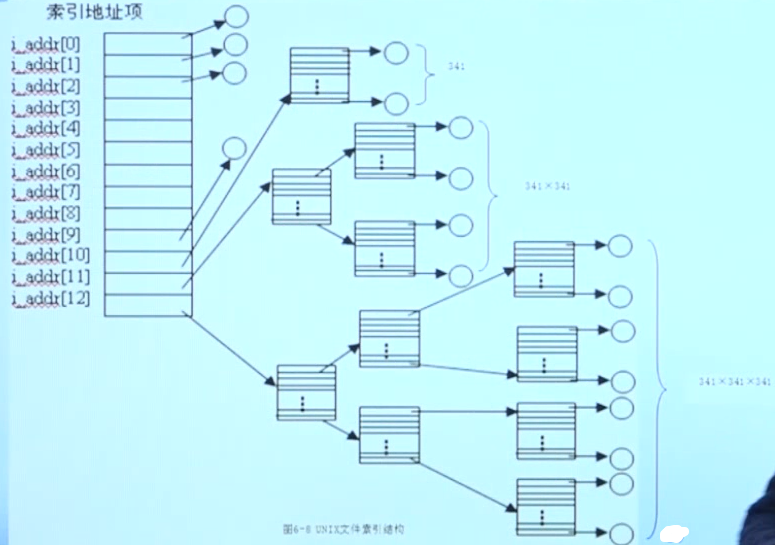 索引地址项
i_addr[0]
i_addr[1]
i_addr[2]
i_addr[3]
i_addr[4]
i_addr[5]
i_addr[6]
i_addr[7]
i_addr[8]
i_addr[9]
i_addr[10]
i_addr[11]
i_addr[12]
341
341×341
341×341×341
图6-8 UNIX文件索引结构